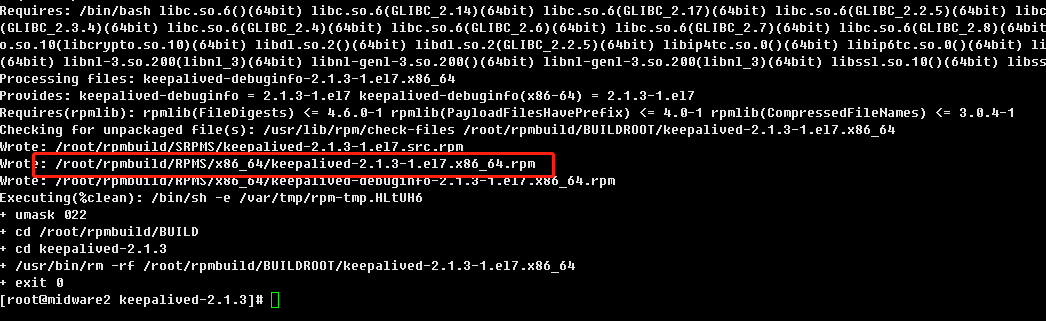 Requires: /bin/bash libc.so.6()(64bit) libc.so.6(GLIBC_2.14)(64bit) libc.so.6(GLIBC_2.17)(64bit) libc.so.6(GLIBC_2.2.5)(64bit) libc
(GLIBC_2.3.4)(64bit) libc.so.6(GLIBC_2.4)(64bit) libc.so.6(GLIBC_2.6)(64bit) libc.so.6(GLIBC_2.7)(64bit) libc.so.6(GLIBC_2.8)(64bit)
o.so.10(libcrypto.so.10)(64bit) libdl.so.2()(64bit) libdl.so.2(GLIBC_2.2.5)(64bit) libip4tc.so.0()(64bit) libip6tc.so.0()(64bit) li
(64bit) libnl-3.so.200(libnl_3)(64bit) libnl-genl-3.so.200()(64bit) libnl-genl-3.so.200(libnl_3)(64bit) libssl.so.10()(64bit) libss
Processing files: keepalived-debuginfo-2.1.3-1.el7.x86_64
Provides: keepalived-debuginfo = 2.1.3-1.el7 keepalived-debuginfo(x86-64) = 2.1.3-1.el7
Requires(rpmlib): rpmlib(FileDigests) <= 4.6.0-1 rpmlib(PayloadFilesHavePrefix) <= 4.0-1 rpmlib(CompressedFileNames) <= 3.0.4-1
Checking for unpackaged file(s): /usr/lib/rpm/check-files /root/rpmbuild/BUILDROOT/keepalived-2.1.3-1.el7.x86_64
Wrote: /root/rpmbuild/SRPMS/keepalived-2.1.3-1.el7.src.rpm
Wrote: /root/rpmbuild/RPMS/x86_64/keepalived-2.1.3-1.el7.x86_64.rpm
Wrote: /root/rpmbuild/RPMS/x86_64/keepalived-debuginfo-2.1.3-1.el7.x86_64.rpm
Executing(%clean): /bin/sh -e /var/tmp/rpm-tmp.HLtUH6
+ umask 022
+ cd /root/rpmbuild/BUILD
+ cd keepalived-2.1.3
+ /usr/bin/rm -rf /root/rpmbuild/BUILDROOT/keepalived-2.1.3-1.el7.x86_64
+ exit 0
[root@midware2 keepalived-2.1.3]#